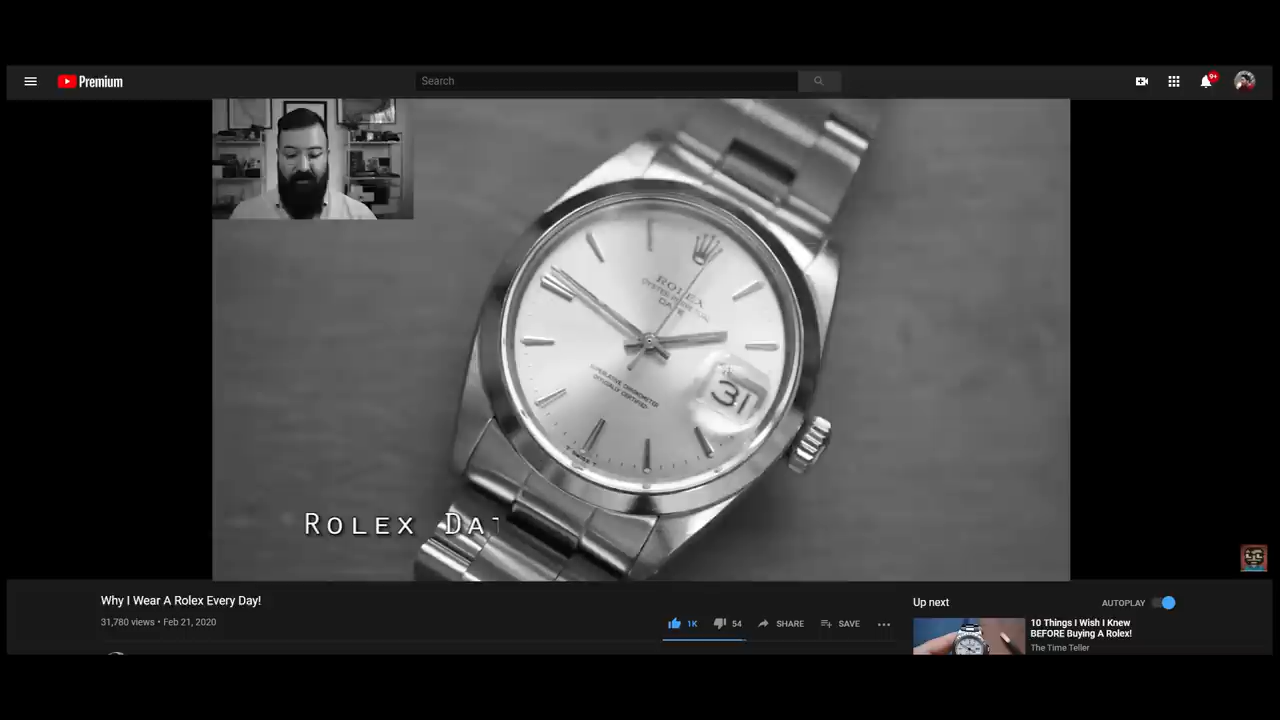 Premium
Search
9+
ROLEX
OYSTER PERPETUAL
DATE
31
SUPERLATIVE CHRONOMETER
OFFICIALLY CERTIFIED
ROLEX DAT
Why I Wear A Rolex Every Day!
31,780 views • Feb 21, 2020
1K
54
SHARE
SAVE
Up next
AUTOPLAY
10 Things I Wish I Knew
BEFORE Buying A Rolex!
The Time Teller